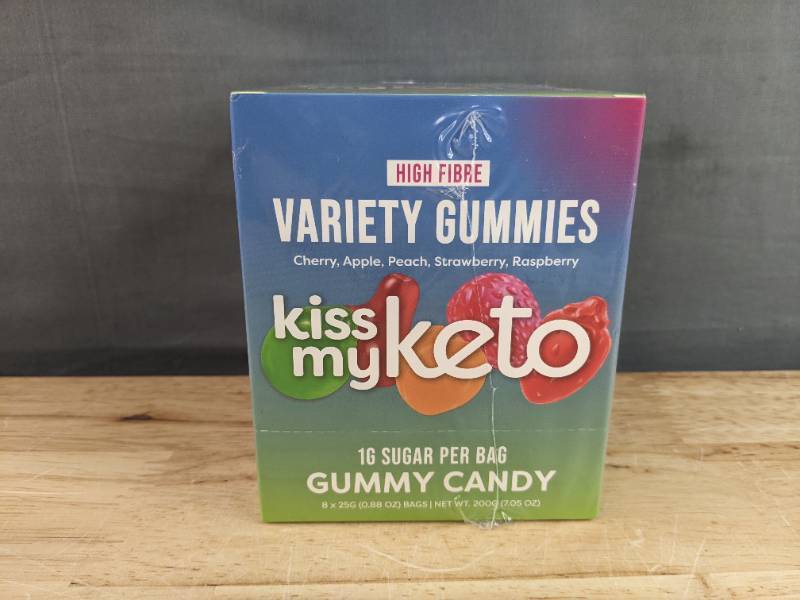 HIGH FIBRE
VARIETY GUMMIES
Cherry, Apple, Peach, Strawberry, Raspberry
kiss
my keto
1G SUGAR PER BAG
GUMMY CANDY
8 x 25G (0.88 OZ) BAGS | NET WT. 200G (7.05 OZ)